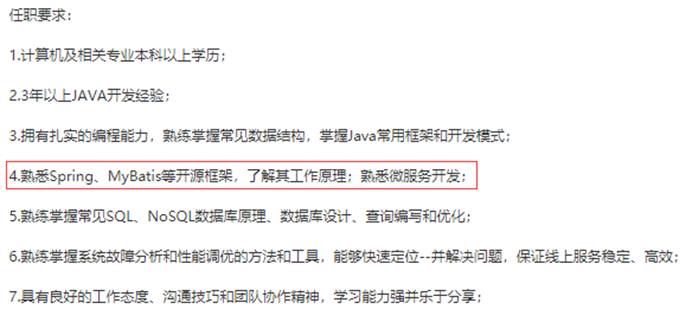 任职要求：
1.计算机及相关专业本科以上学历；
2.3年以上JAVA开发经验；
3.拥有扎实的编程能力，熟练掌握常见数据结构，掌握Java常用框架和开发模式；
4.熟悉Spring、MyBatis等开源框架，了解其工作原理；熟悉微服务开发；
5.熟练掌握常见SQL、NoSQL数据库原理、数据库设计、查询编写和优化；
6.熟练掌握系统故障分析和性能调优的方法和工具，能够快速定位--并解决问题，保证线上服务稳定、高效；
7.具有良好的工作态度、沟通技巧和团队协作精神，学习能力强并乐于分享；